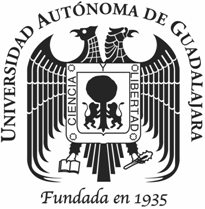 UNIVERSIDAD AUTÓNOMA DE GUADALAJARA
CIENCIA
LIBERTAD
Fundada en 1935